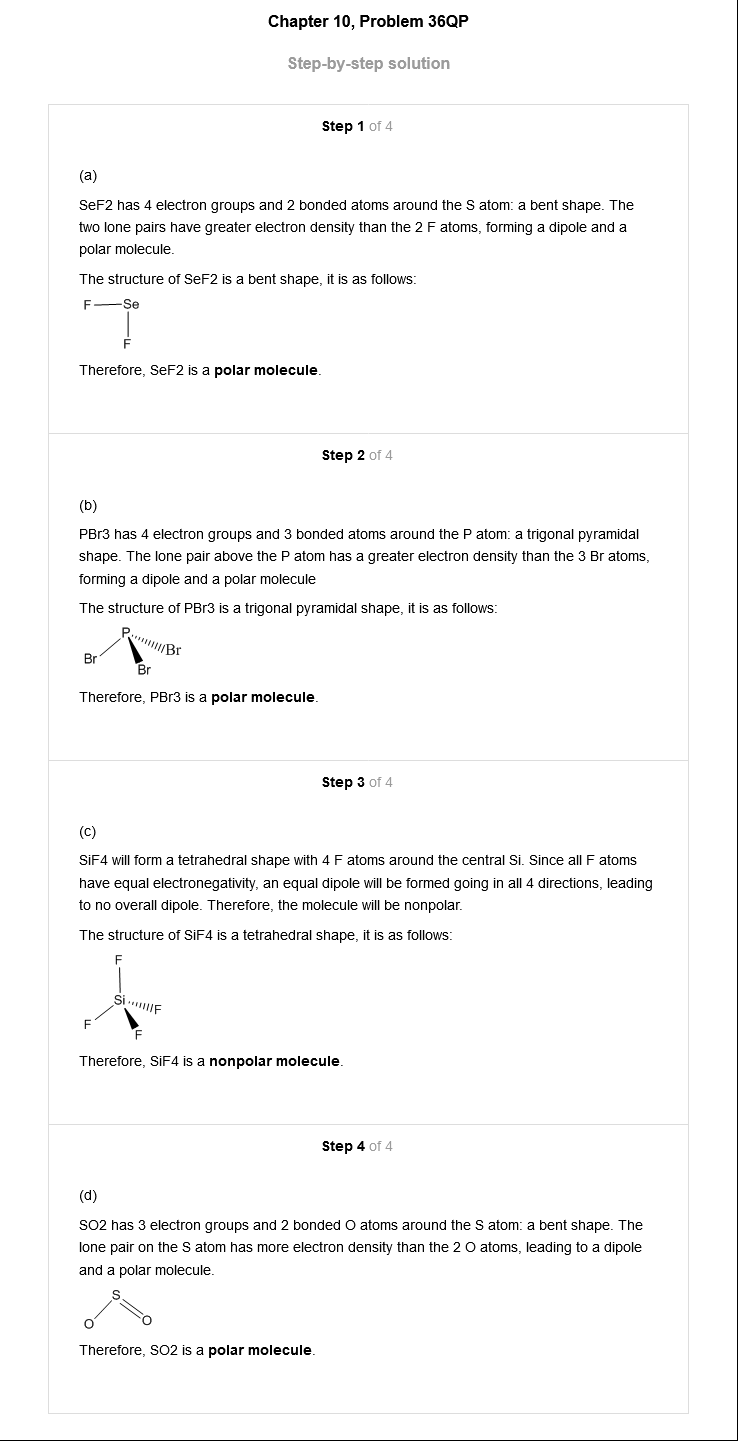 Chapter 10, Problem 36QP
Step-by-step solution
Step 1 of 4
(a)
SeF2 has 4 electron groups and 2 bonded atoms around the S atom: a bent shape. The
two lone pairs have greater electron density than the 2 F atoms, forming a dipole and a
polar molecule.
The structure of SeF2 is a bent shape, it is as follows:
F Se
F
Therefore, SeF2 is a polar molecule.
Step 2 of 4
(b)
PBr3 has 4 electron groups and 3 bonded atoms around the P atom: a trigonal pyramidal
shape. The lone pair above the P atom has a greater electron density than the 3 Br atoms,
forming a dipole and a polar molecule
The structure of PBr3 is a trigonal pyramidal shape, it is as follows:
P
Br
Br
Br
Therefore, PBr3 is a polar molecule.
Step 3 of 4
(c)
SiF4 will form a tetrahedral shape with 4 F atoms around the central Si. Since all F atoms
have equal electronegativity, an equal dipole will be formed going in all 4 directions, leading
to no overall dipole. Therefore, the molecule will be nonpolar.
The structure of SiF4 is a tetrahedral shape, it is as follows:
F
Si
F
F
F
Therefore, SiF4 is a nonpolar molecule.
Step 4 of 4
(d)
SO2 has 3 electron groups and 2 bonded O atoms around the S atom: a bent shape. The
lone pair on the S atom has more electron density than the 2 O atoms, leading to a dipole
and a polar molecule.
S
O
O
Therefore, SO2 is a polar molecule.